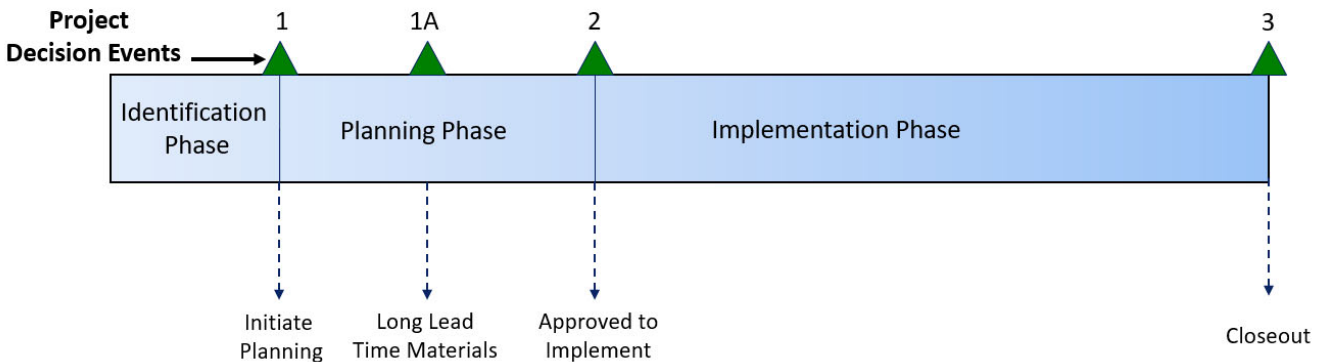 Project
Decision Events
1
1A
2
3
Identification
Phase
Planning Phase
Implementation Phase
Initiate
Planning
Long Lead
Time Materials
Approved to
Implement
Closeout